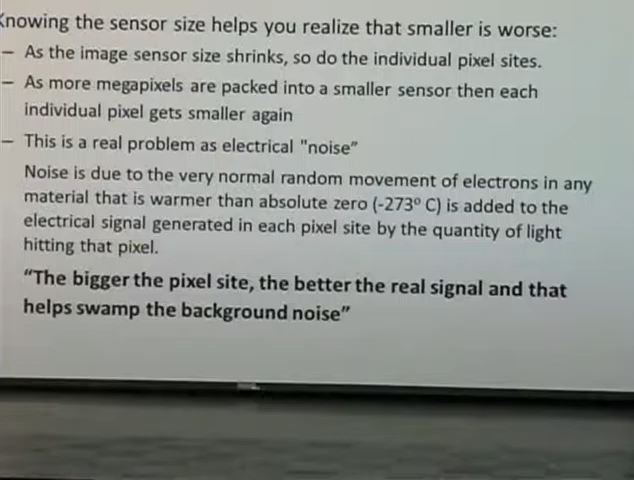 Knowing the sensor size helps you realize that smaller is worse:
– As the image sensor size shrinks, so do the individual pixel sites.
– As more megapixels are packed into a smaller sensor then each
individual pixel gets smaller again
– This is a real problem as electrical "noise”
Noise is due to the very normal random movement of electrons in any
material that is warmer than absolute zero (-273º C) is added to the
electrical signal generated in each pixel site by the quantity of light
hitting that pixel.
“The bigger the pixel site, the better the real signal and that
helps swamp the background noise”